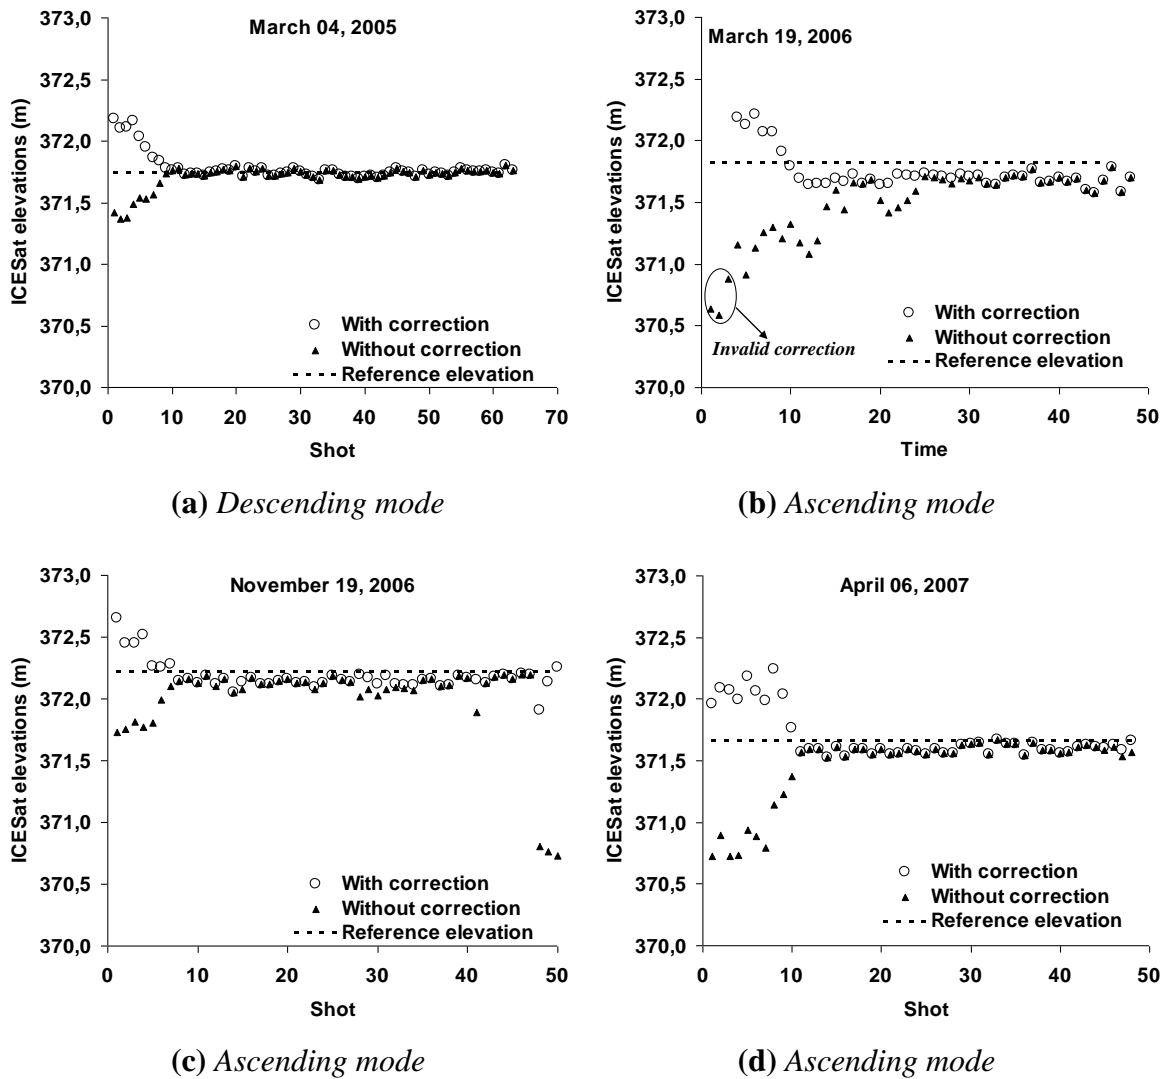 373,0
March 04, 2005
372,5
372,0
371,5
371,0
370,5
370,0
ICESat elevations (m)
With correction
Without correction
Reference elevation
0 10 20 30 40 50 60 70
Shot
(a) Descending mode
373,0
March 19, 2006
372,5
372,0
371,5
371,0
370,5
370,0
ICESat elevations (m)
Invalid correction
With correction
Without correction
Reference elevation
0 10 20 30 40 50
Time
(b) Ascending mode
373,0
November 19, 2006
372,5
372,0
371,5
371,0
370,5
370,0
ICESat elevations (m)
With correction
Without correction
Reference elevation
0 10 20 30 40 50
Shot
(c) Ascending mode
373,0
April 06, 2007
372,5
372,0
371,5
371,0
370,5
370,0
ICESat elevations (m)
With correction
Without correction
Reference elevation
0 10 20 30 40 50
Shot
(d) Ascending mode